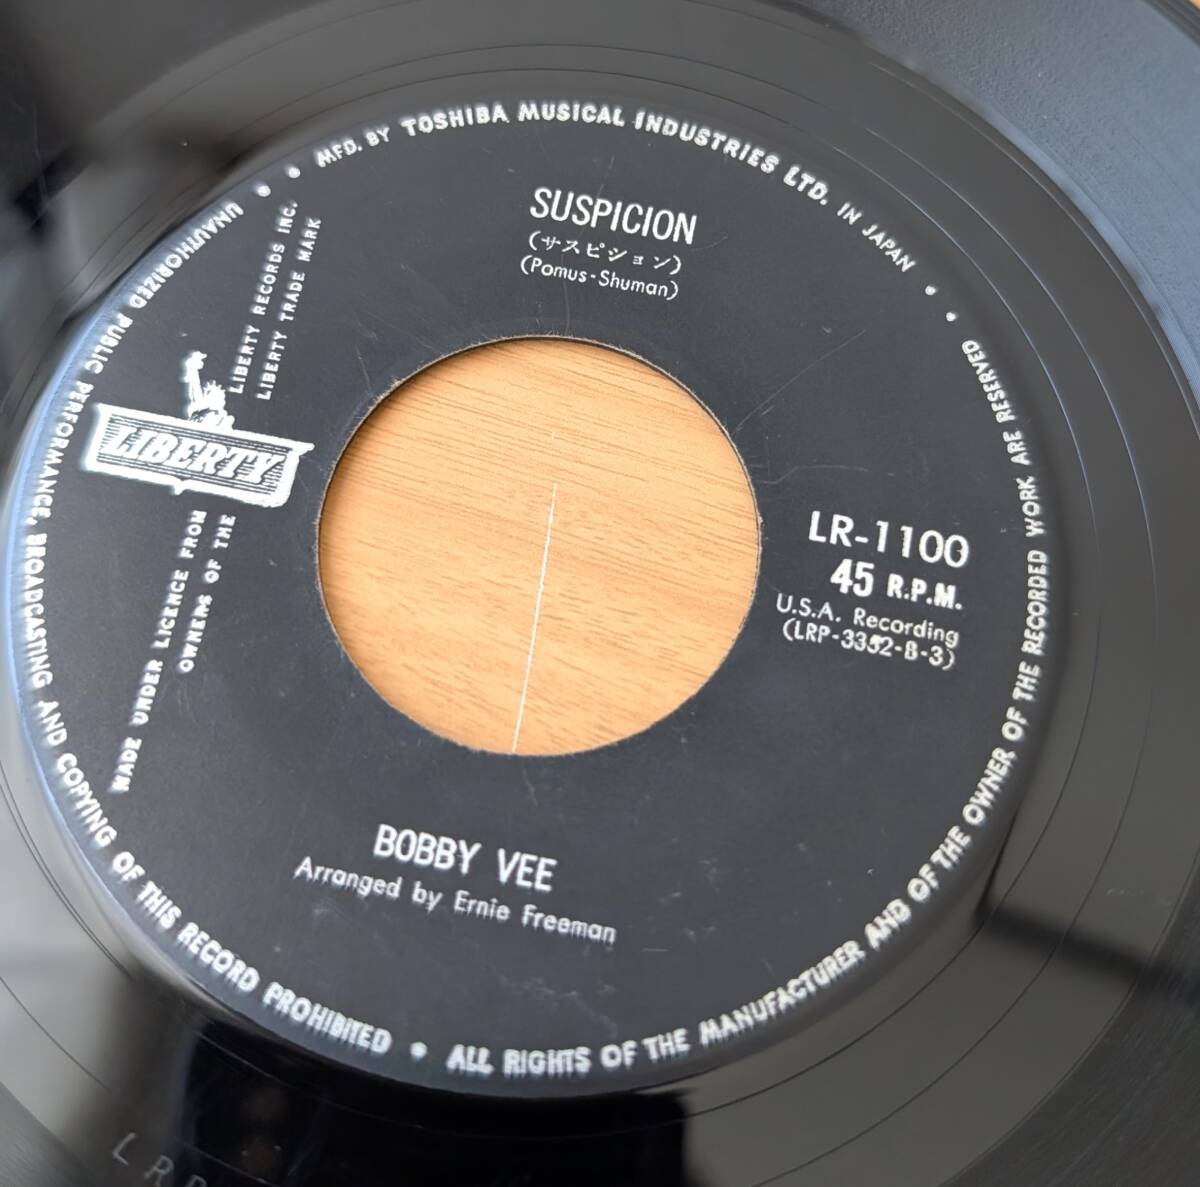 MFD. BY TOSHIBA MUSICAL INDUSTRIES LTD. IN JAPAN
SUSPICION
(サスピション)
(Pomus-Shuman)
LIBERTY RECORDS INC.
LIBERTY TRADE MARK
LIBERTY
MADE UNDER LICENCE FROM
OWNERS OF THE
LR-1100
45 R.P.M.
U.S.A. Recording
(LRP-3352-B-3)
BOBBY VEE
Arranged by Ernie Freeman
ALL RIGHTS OF THE MANUFACTURER AND OF THE OWNER OF THE RECORDED WORK ARE RESERVED
UNAUTHORIZED PUBLIC PERFORMANCE, BROADCASTING AND COPYING OF THIS RECORD PROHIBITED